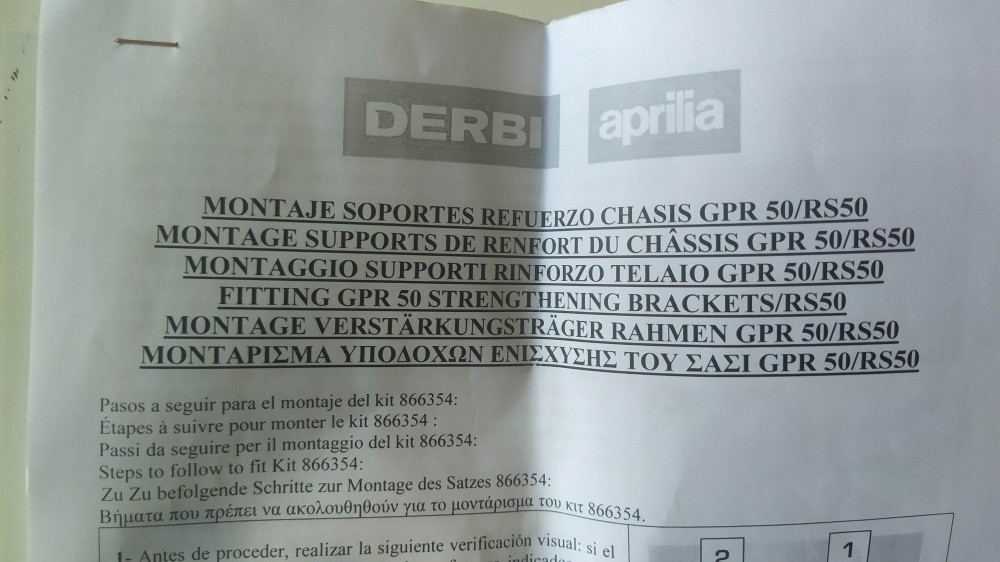 DERBI aprilia
MONTAJE SOPORTES REFUERZO CHASIS GPR 50/RS50
MONTAGE SUPPORTS DE RENFORT DU CHÂSSIS GPR 50/RS50
MONTAGGIO SUPPORTI RINFORZO TELAIO GPR 50/RS50
FITTING GPR 50 STRENGTHENING BRACKETS/RS50
MONTAGE VERSTÄRKUNGSTRÄGER RAHMEN GPR 50/RS50
ΜΟΝΤΑΡΙΣΜΑ ΥΠΟΔΟΧΩΝ ΕΝΙΣΧΥΣΗΣ ΤΟΥ ΣΑΣΙ GPR 50/RS50
Pasos a seguir para el montaje del kit 866354:
Étapes à suivre pour monter le kit 866354 :
Passi da seguire per il montaggio del kit 866354:
Steps to follow to fit Kit 866354:
Zu Zu befolgende Schritte zur Montage des Satzes 866354:
Βήματα που πρέπει να ακολουθηθούν για το μοντάρισμα του κιτ 866354.
1- Antes de proceder, realizar la siguiente verificación visual: si el
2 1